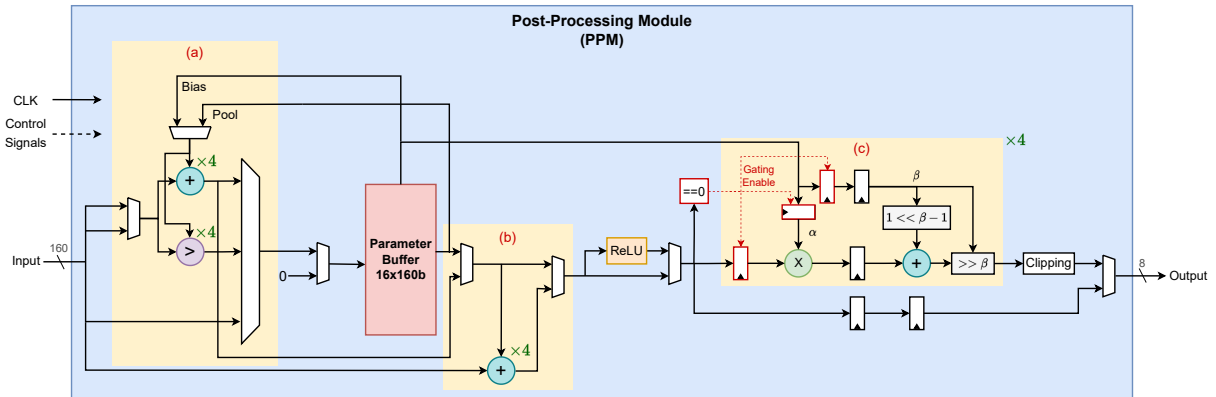 Post-Processing Module
(PPM)
(a)
Bias
CLK
Pool
Control
Signals
×4
+
×4
>
160
Input
0
Parameter
Buffer
16x160b
(b)
×4
+
ReLU
==0
Gating
Enable
(c)
×4
α
β
1 << β − 1
X
+
>> β
Clipping
8
Output